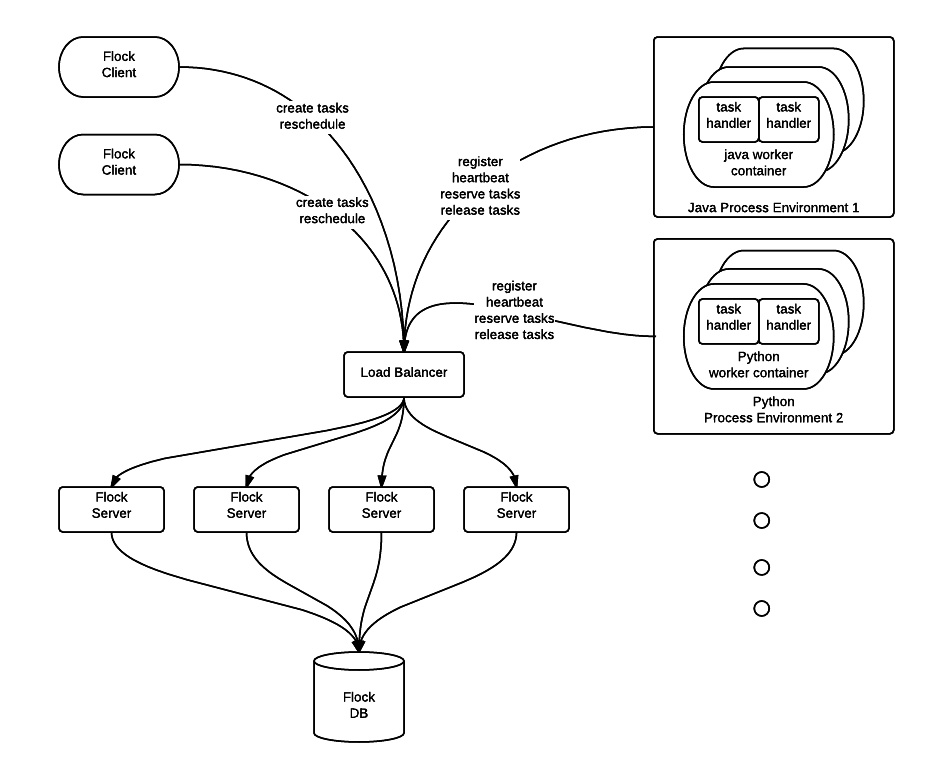 Flock
Client
Flock
Client
create tasks
reschedule
create tasks
reschedule
register
heartbeat
reserve tasks
release tasks
register
heartbeat
reserve tasks
release tasks
task
handler
task
handler
java worker
container
Java Process Environment 1
task
handler
task
handler
Python
worker container
Python
Process Environment 2
Load Balancer
Flock
Server
Flock
Server
Flock
Server
Flock
Server
Flock
DB